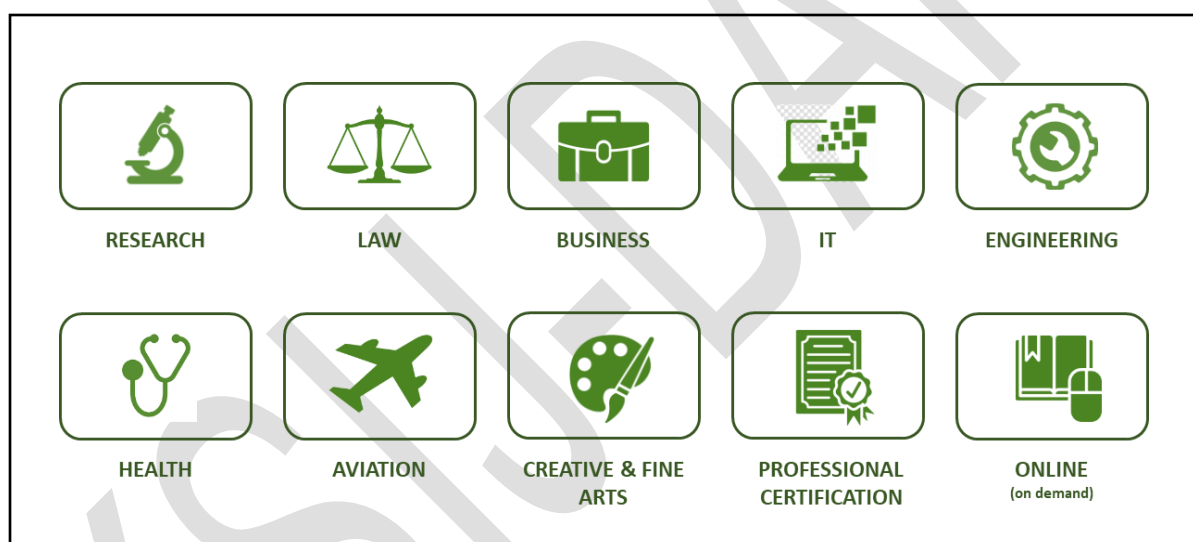 RESEARCH
LAW
BUSINESS
IT
ENGINEERING
HEALTH
AVIATION
CREATIVE & FINE
ARTS
PROFESSIONAL
CERTIFICATION
ONLINE
(on demand)